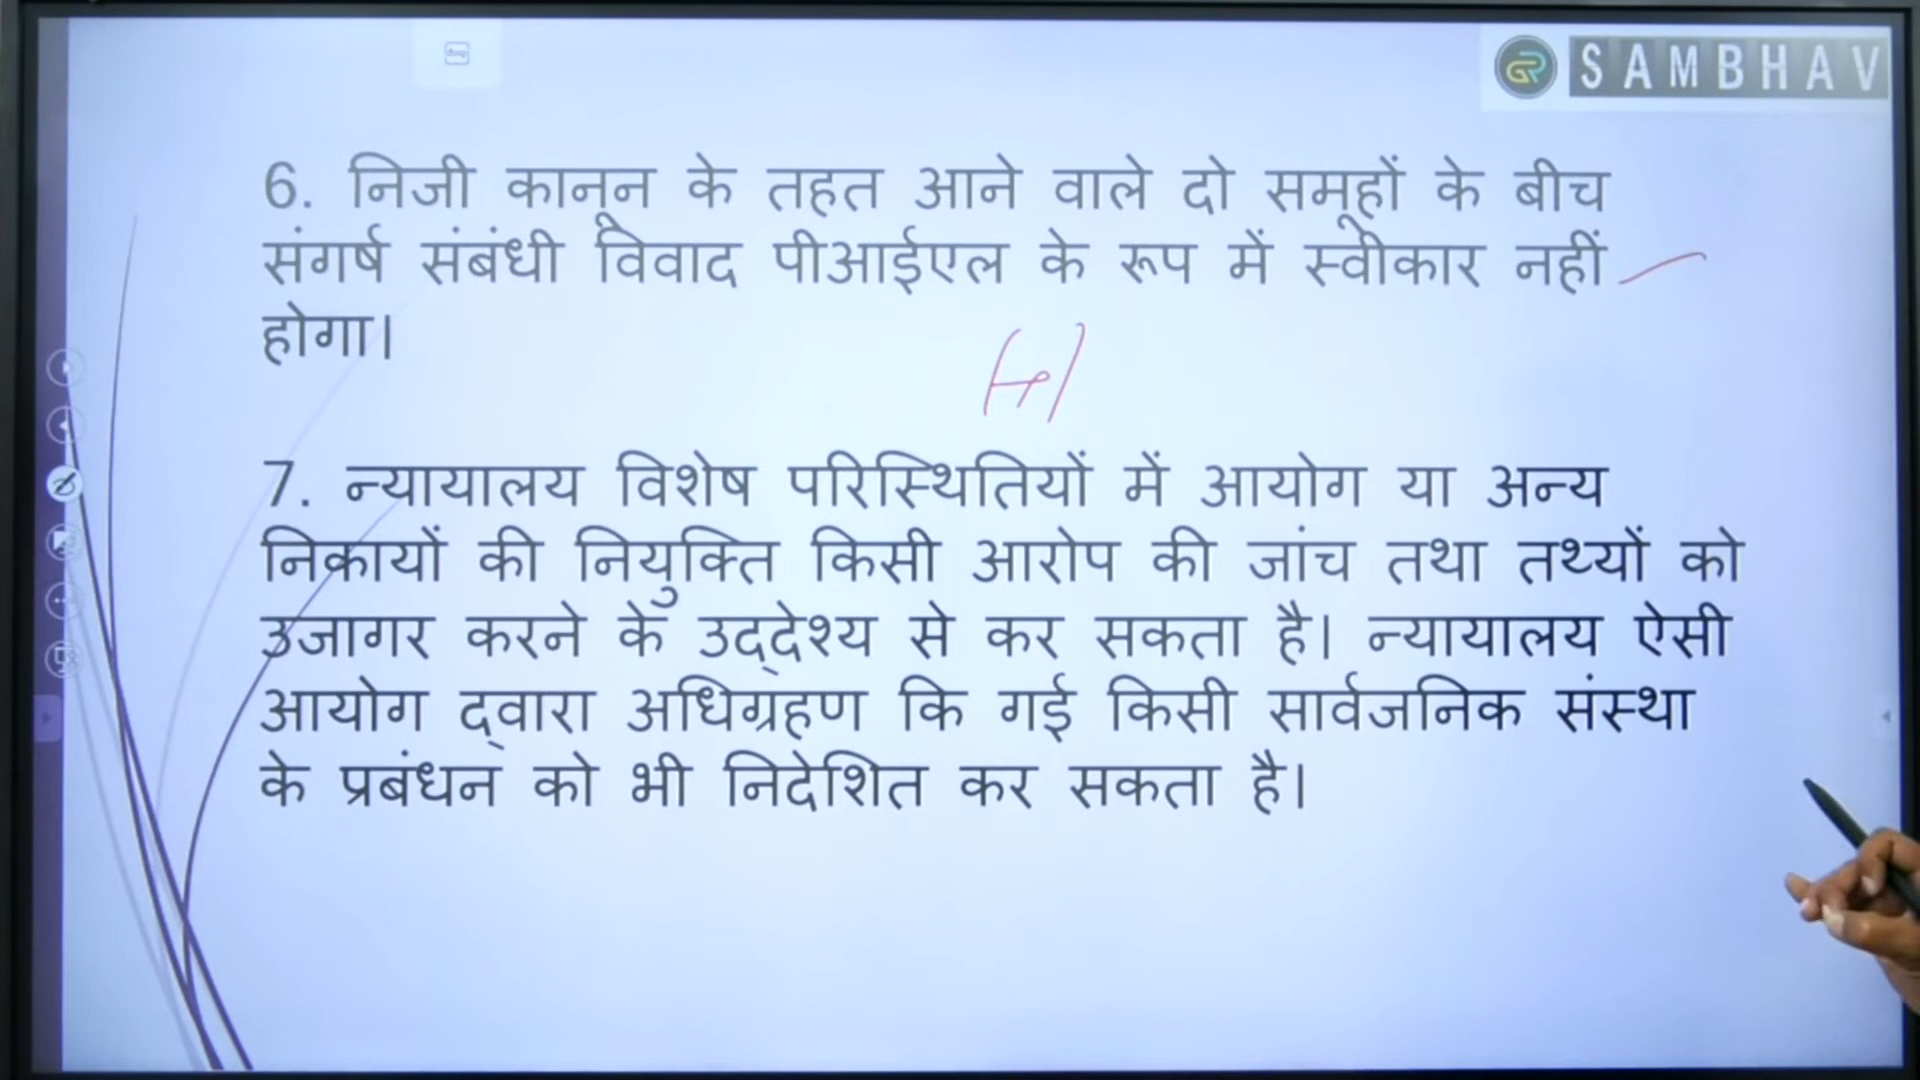 SAMBHAV
6. निजी कानून के तहत आने वाले दो समूहों के बीच
संगर्ष संबंधी विवाद पीआईएल के रूप में स्वीकार नहीं
होगा।
7. न्यायालय विशेष परिस्थितियों में आयोग या अन्य
निकायों की नियुक्ति किसी आरोप की जांच तथा तथ्यों को
उजागर करने के उद्देश्य से कर सकता है। न्यायालय ऐसी
आयोग द्वारा अधिग्रहण कि गई किसी सार्वजनिक संस्था
के प्रबंधन को भी निदेशित कर सकता है।